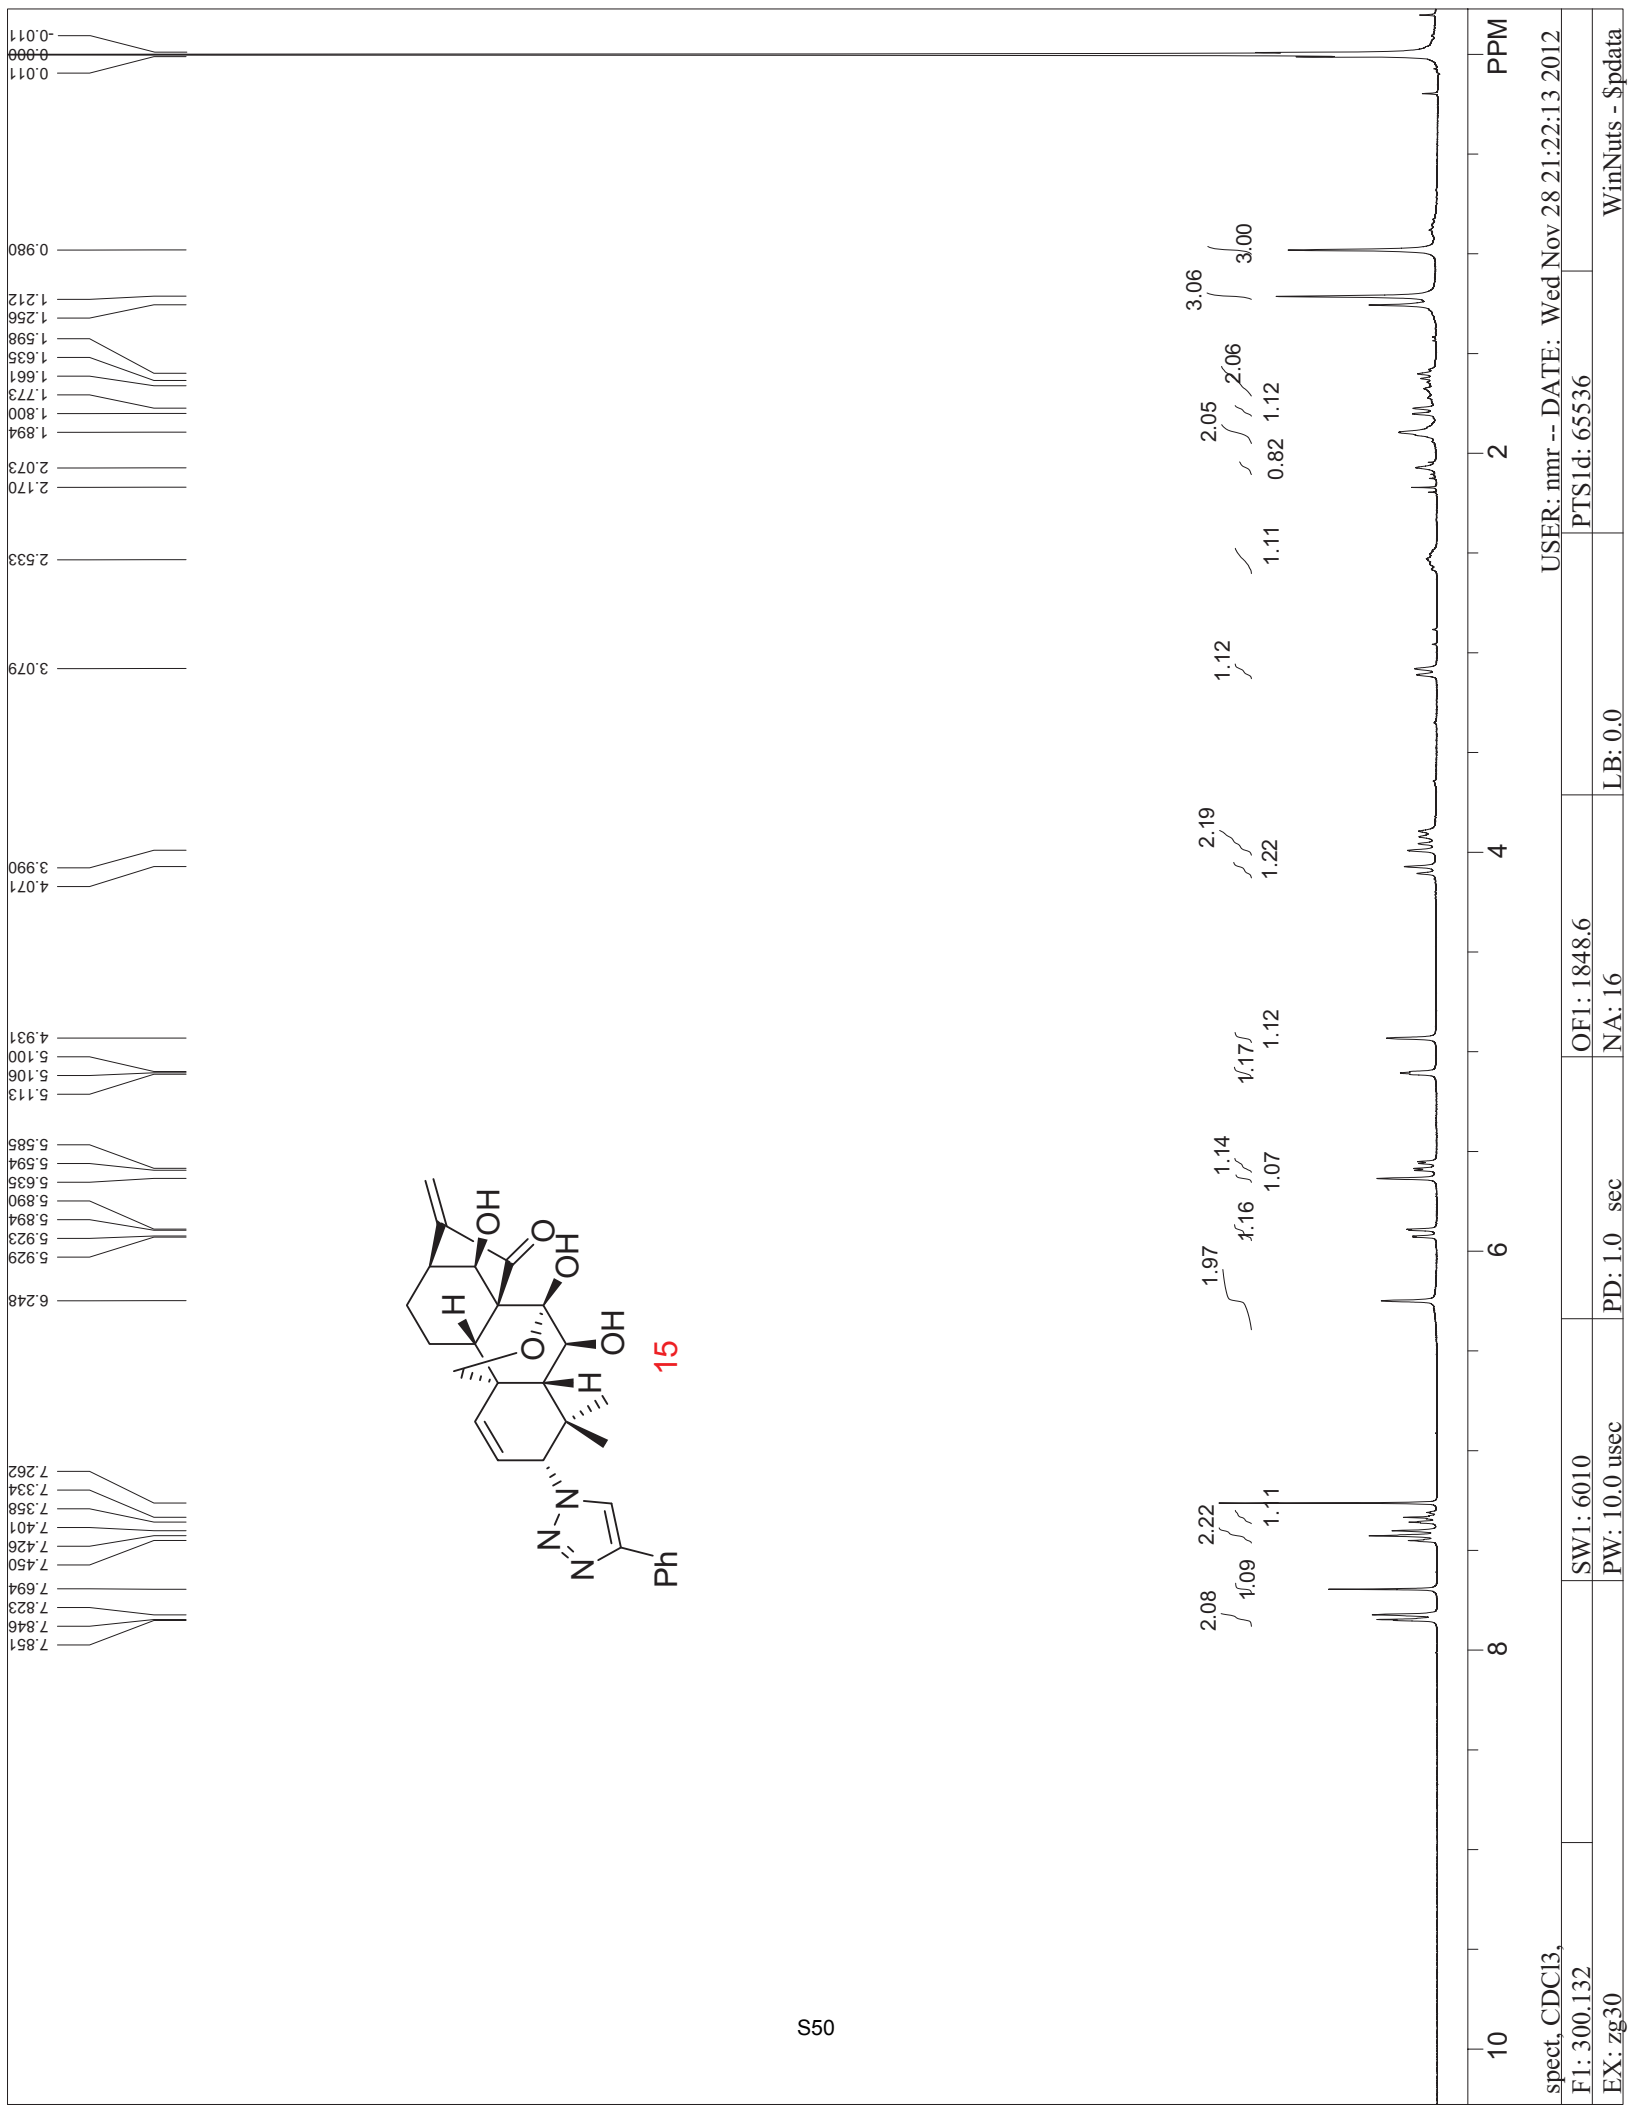 7.851
7.846
7.823
7.694
7.450
7.426
7.401
7.358
7.334
7.262
6.248
5.929
5.923
5.894
5.890
5.635
5.594
5.585
5.113
5.106
5.100
4.931
4.071
3.990
3.079
2.533
2.170
2.073
1.894
1.800
1.773
1.661
1.635
1.598
1.256
1.212
0.980
0.011
0.000
-0.011
H
OH
O
OH
O
OH
H
N
N
N
Ph
15
2.08
1.09
2.22
1.11
1.97
1.16
1.07
1.14
1.17
1.12
1.22
2.19
1.12
1.11
0.82
2.05
1.12
2.06
3.06
3.00
10
8
6
4
2
PPM
spect, CDCl3,
USER: nmr -- DATE: Wed Nov 28 21:22:13 2012
F1: 300.132
SW1: 6010
OF1: 1848.6
PTS1d: 65536
EX: zg30
PW: 10.0 usec
PD: 1.0 sec
NA: 16
LB: 0.0
WinNuts - $pdata
S50